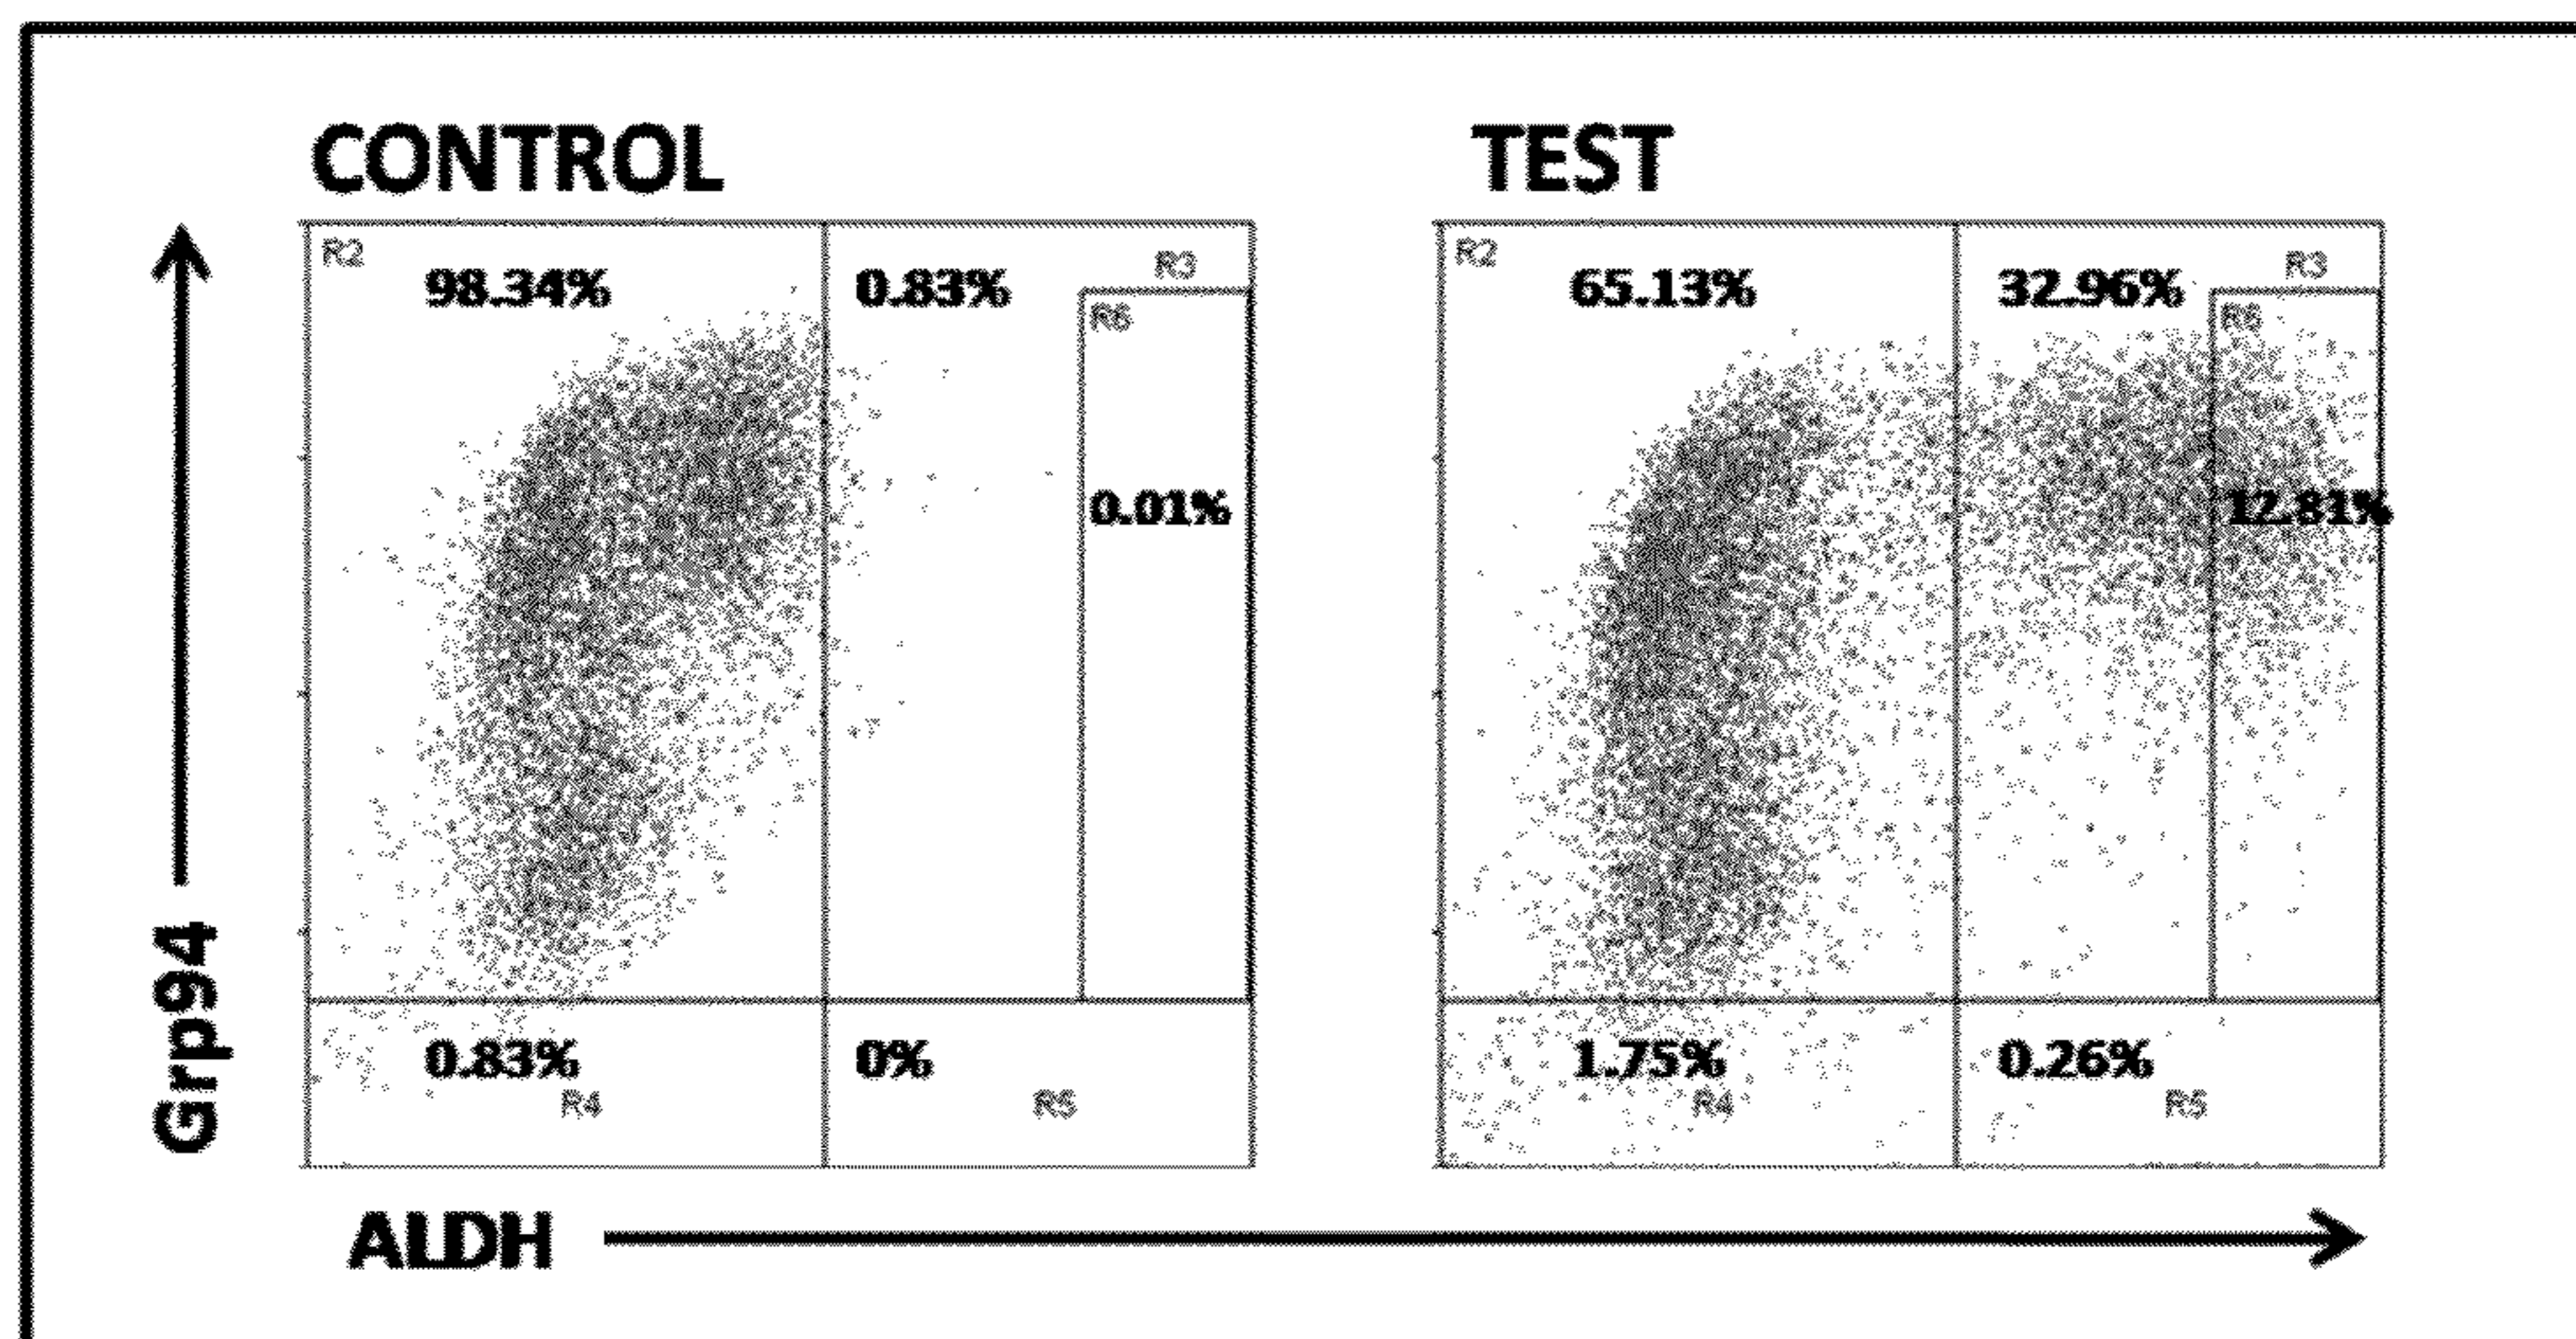 CONTROL
R2
98.34%
0.83%
R3
R6
0.01%
0.83%
R4
0%
R5
TEST
R2
65.13%
32.96%
R3
R6
12.81%
1.75%
R4
0.26%
R5
Grp94
ALDH